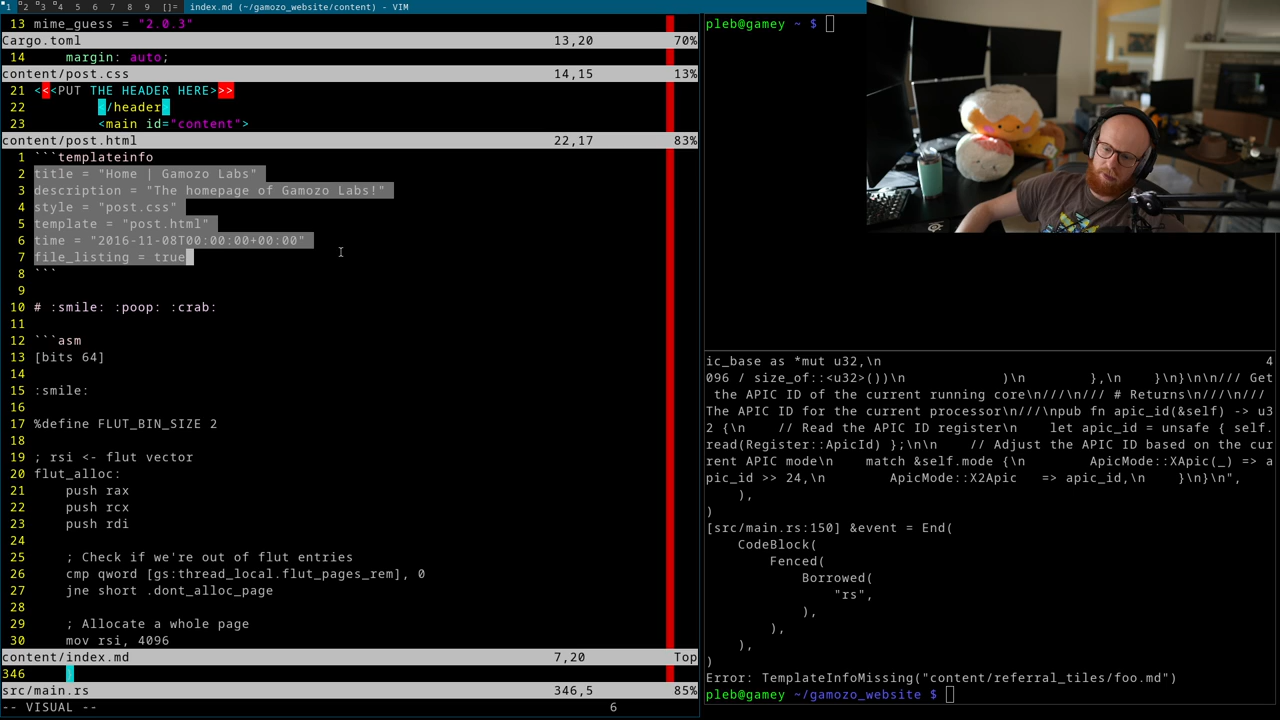 1 2 3 4 5 6 7 8 9 []= index.md (~/gamozo_website/content) - VIM
13 mime_guess = "2.0.3"
Cargo.toml 13,20 70%
14 margin: auto;
content/post.css 14,15 13%
21 <<<PUT THE HEADER HERE>>>
22 </header>
23 <main id="content">
content/post.html 22,17 83%
1 ```templateinfo
2 title = "Home | Gamozo Labs"
3 description = "The homepage of Gamozo Labs!"
4 style = "post.css"
5 template = "post.html"
6 time = "2016-11-08T00:00:00+00:00"
7 file_listing = true
8 ```
9
10 # :smile: :poop: :crab:
11
12 ```asm
13 [bits 64]
14
15 :smile:
16
17 %define FLUT_BIN_SIZE 2
18
19 ; rsi <- flut vector
20 flut_alloc:
21 push rax
22 push rcx
23 push rdi
24
25 ; Check if we're out of flut entries
26 cmp qword [gs:thread_local.flut_pages_rem], 0
27 jne short .dont_alloc_page
28
29 ; Allocate a whole page
30 mov rsi, 4096
content/index.md 7,20 Top
346 }
src/main.rs 346,5 85%
-- VISUAL -- 6
pleb@gamey ~ $
ic_base as *mut u32,\n 4
096 / size_of::<u32>())\n )\n },\n }\n}\n\n/// Get
the APIC ID of the current running core\n///\n/// # Returns\n///\n///
The APIC ID for the current processor\n///\npub fn apic_id(&self) -> u3
2 {\n // Read the APIC ID register\n let apic_id = unsafe { self.
read(Register::ApicId) };\n\n // Adjust the APIC ID based on the cur
rent APIC mode\n match &self.mode {\n ApicMode::XApic(_) => a
pic_id >> 24,\n ApicMode::X2Apic => apic_id,\n }\n}\n",
),
)
[src/main.rs:150] &event = End(
CodeBlock(
Fenced(
Borrowed(
"rs",
),
),
),
)
Error: TemplateInfoMissing("content/referral_tiles/foo.md")
pleb@gamey ~/gamozo_website $